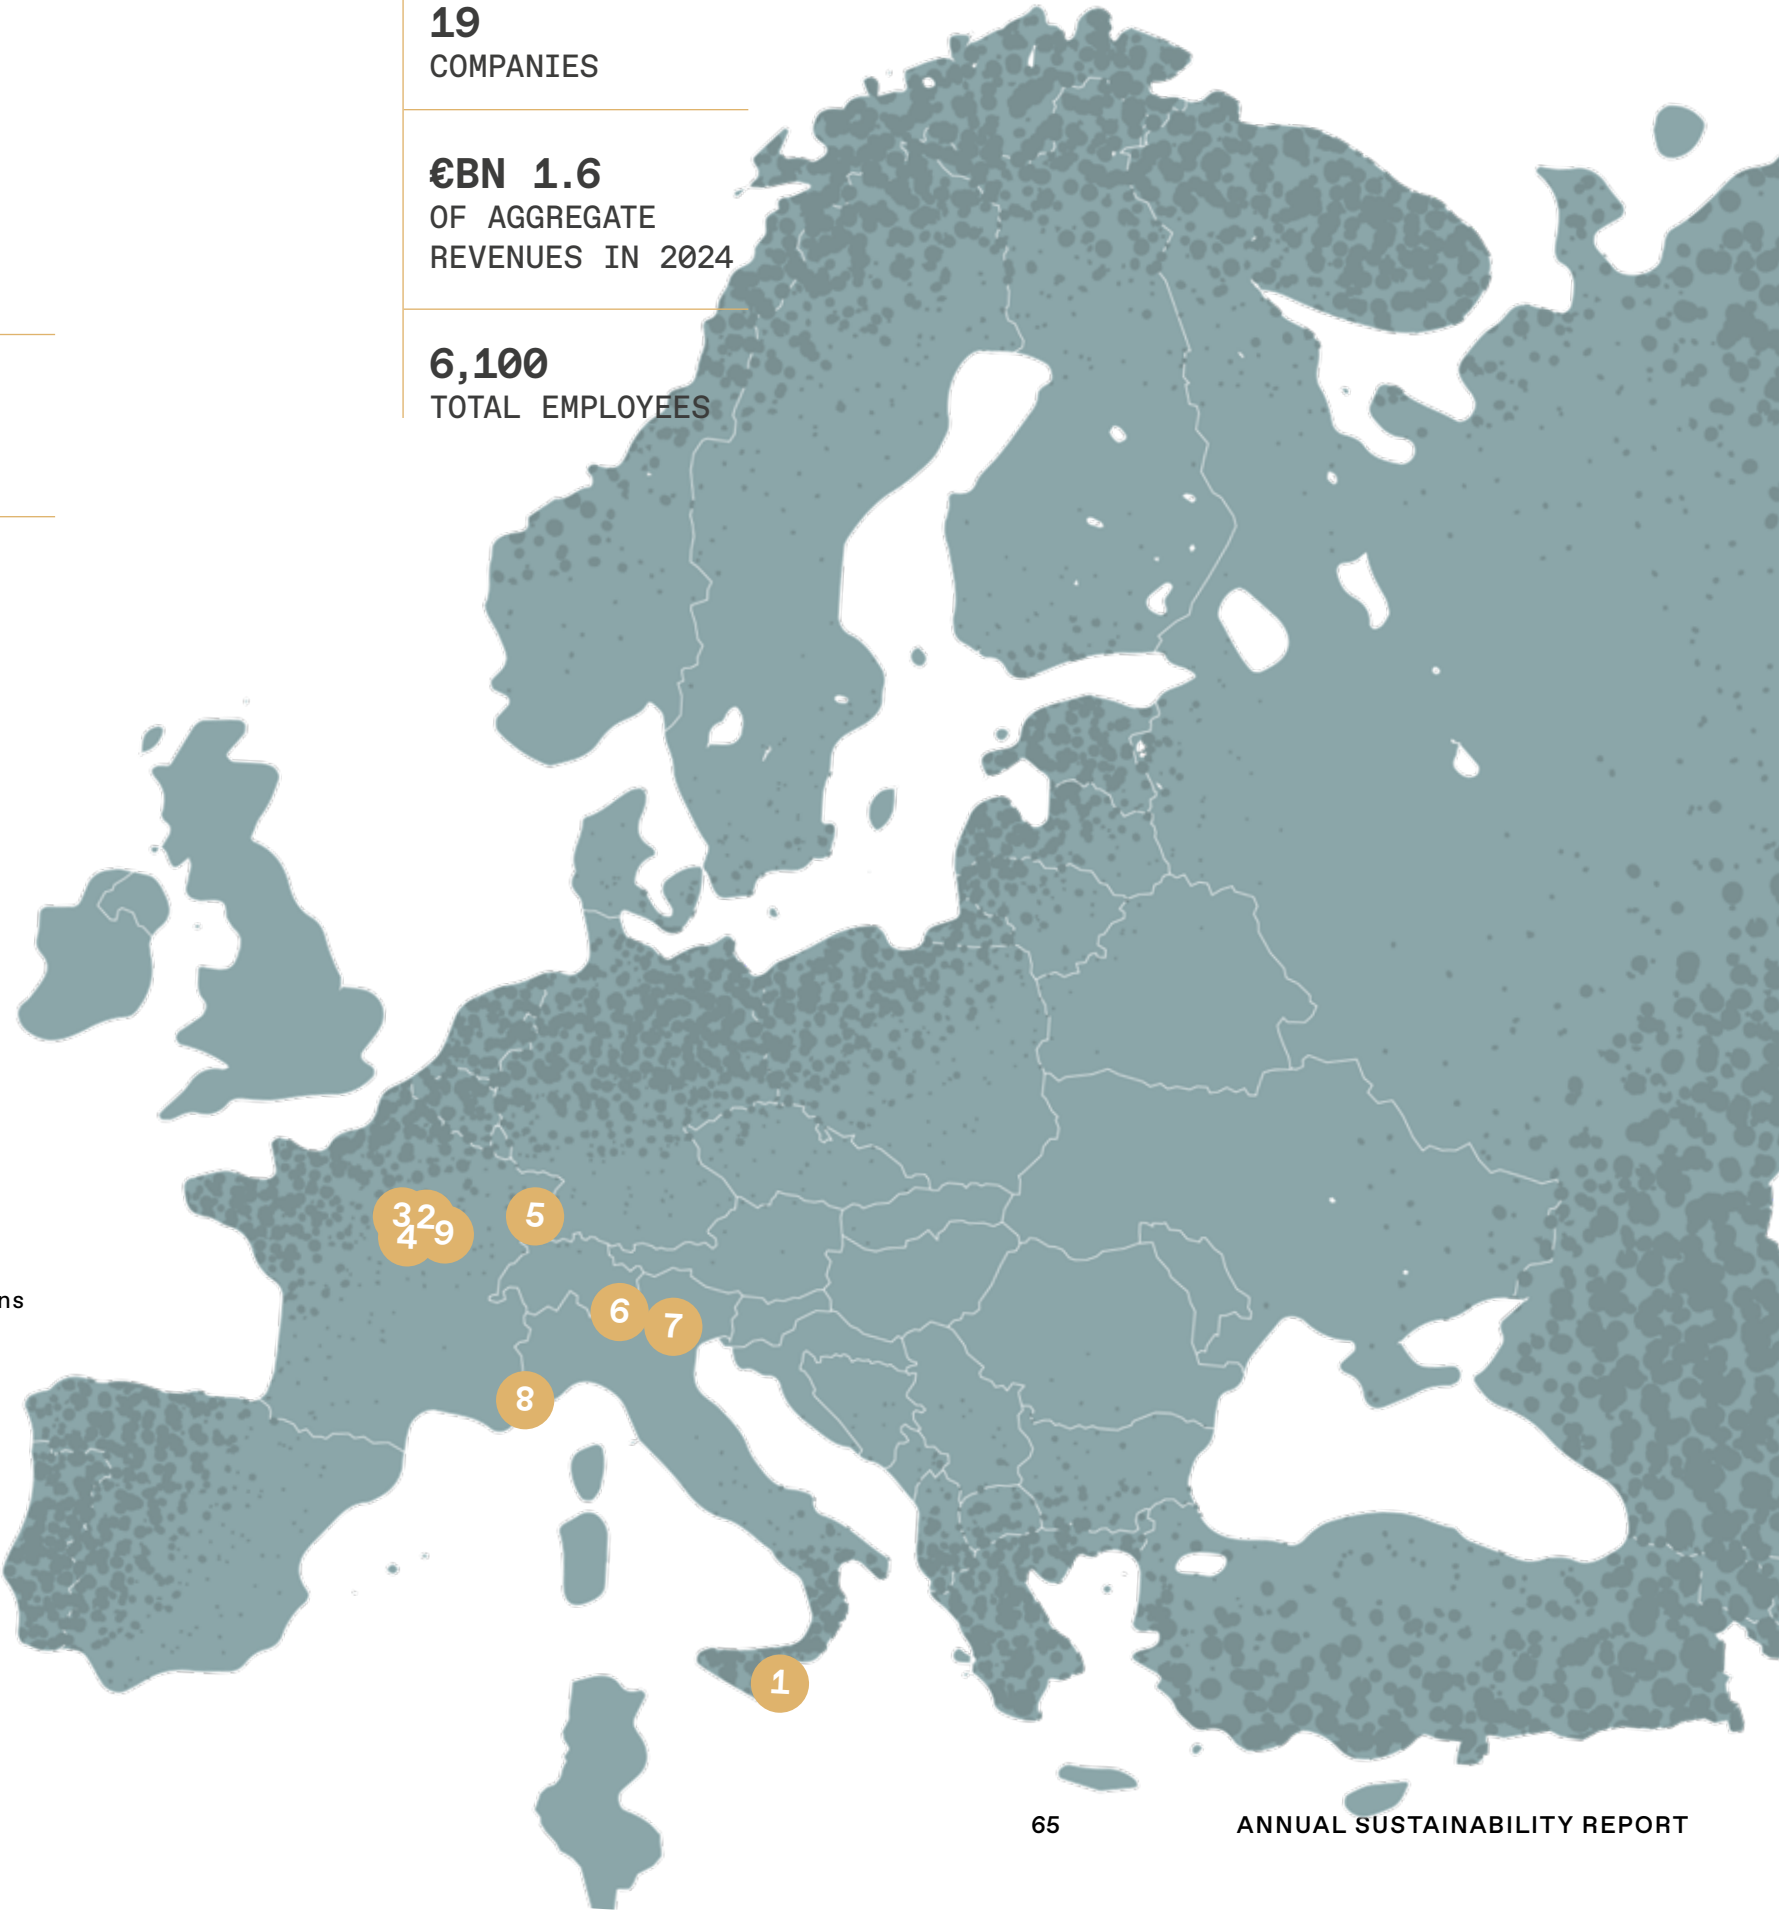 19
COMPANIES
€BN 1.6
OF AGGREGATE
REVENUES IN 2024
6,100
TOTAL EMPLOYEES
3
2
4
9
5
ns
6
7
8
1
65
ANNUAL SUSTAINABILITY REPORT